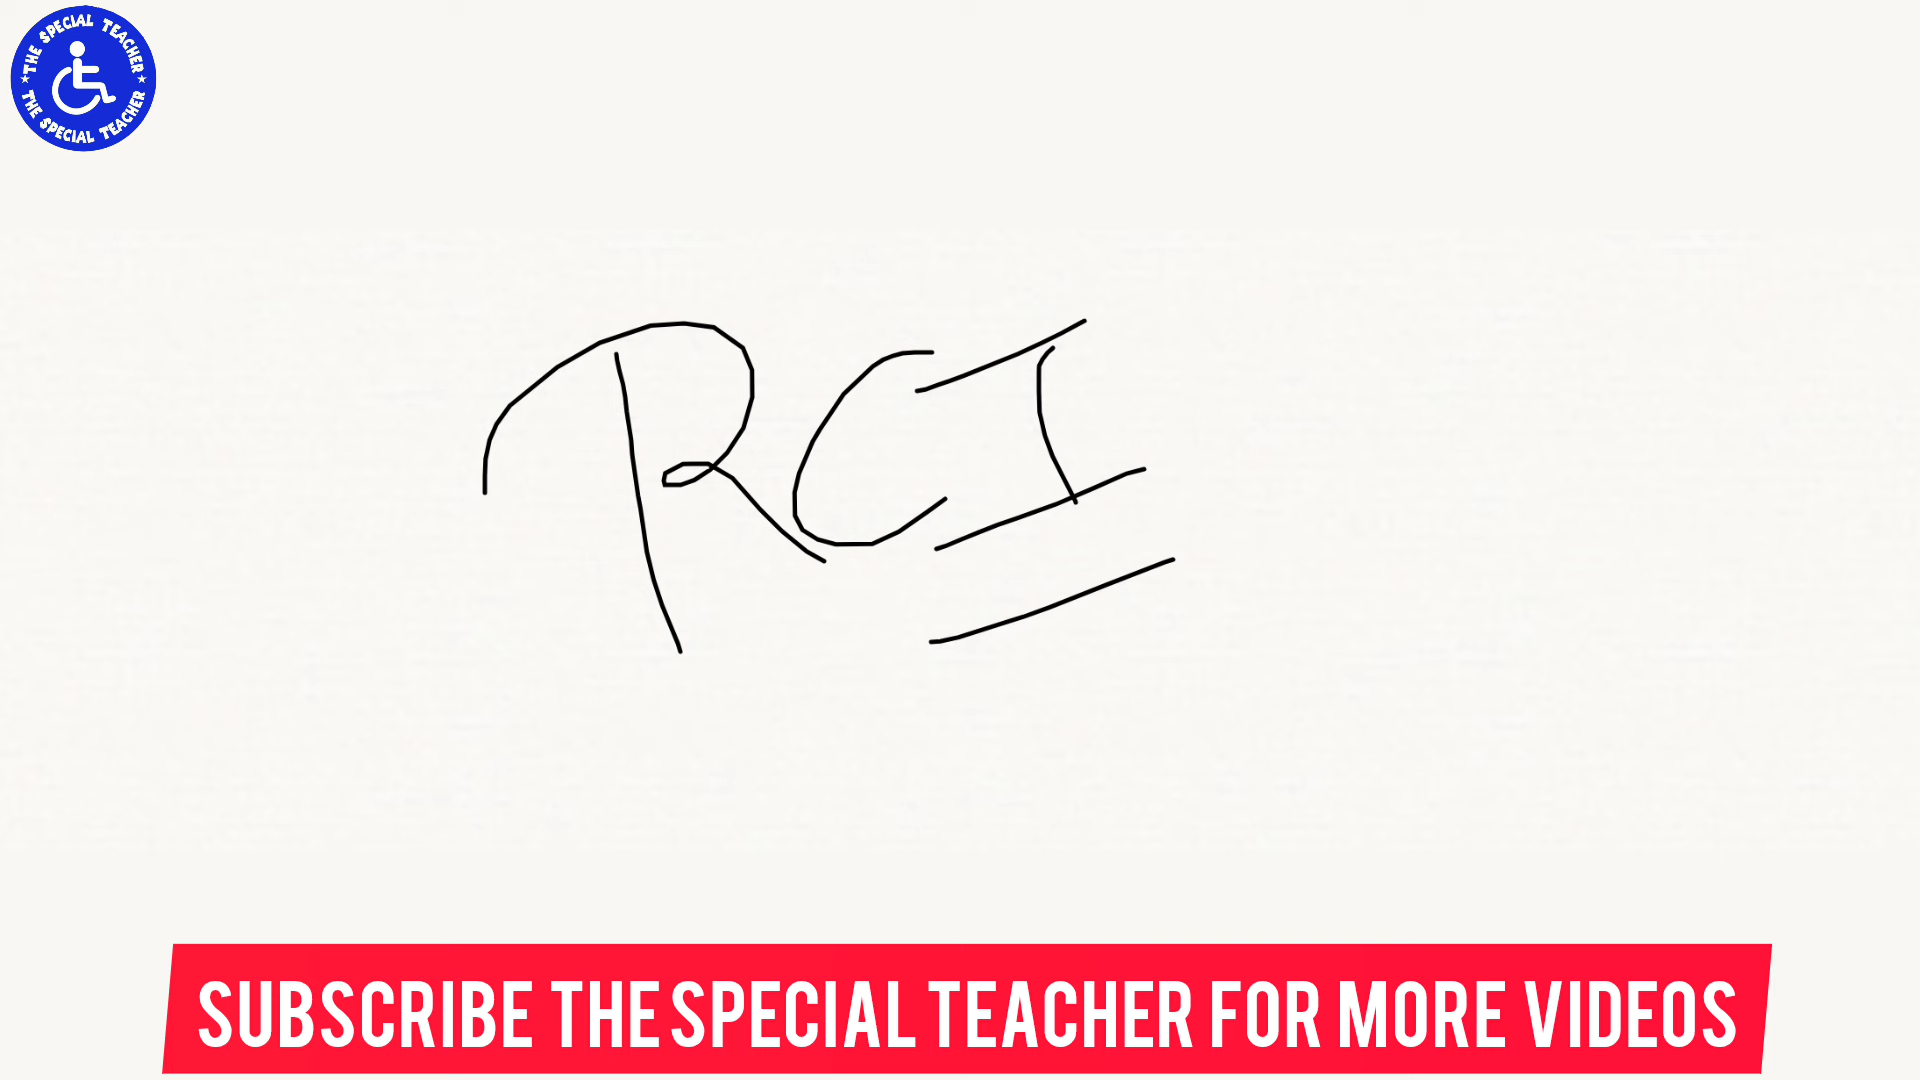 THE SPECIAL TEACHER
THE SPECIAL TEACHER
RCI
SUBSCRIBE THE SPECIAL TEACHER FOR MORE VIDEOS